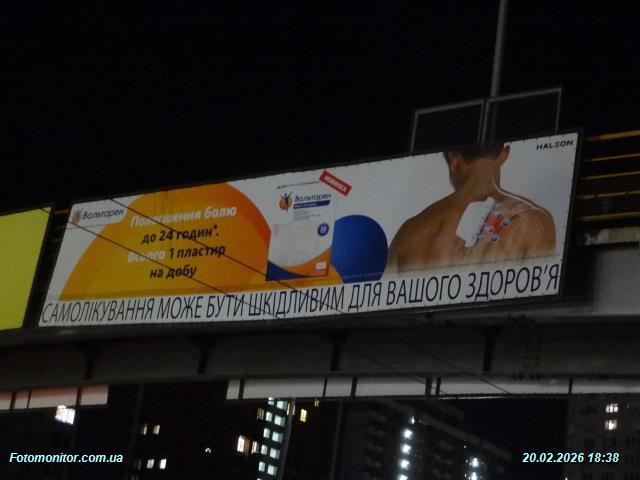 Вольтарен
Полегшення болю
до 24 годин*.
Всього 1 пластир
на добу
НОВИНКА
Вольтарен
HALEON
САМОЛІКУВАННЯ МОЖЕ БУТИ ШКІДЛИВИМ ДЛЯ ВАШОГО ЗДОРОВ'Я
Fotomonitor.com.ua
20.02.2026 18:38